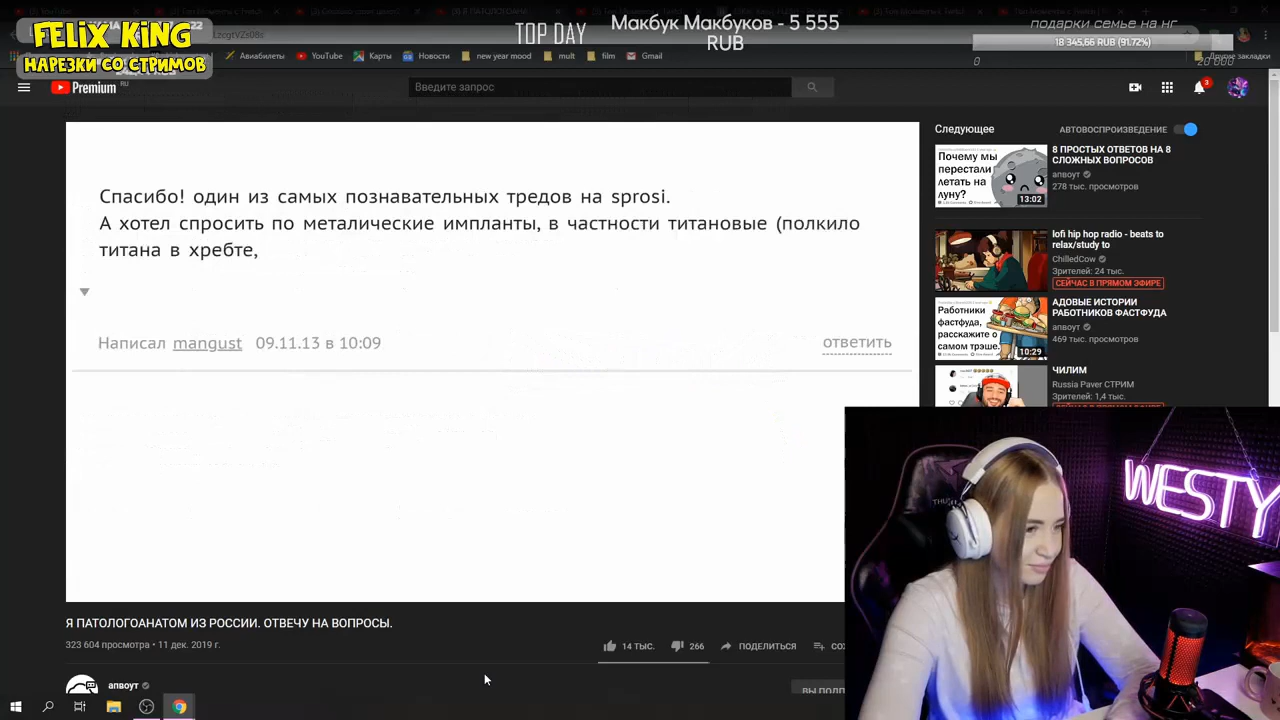 FELIX KING
НАРЕЗКИ СО СТРИМОВ
TOP DAY
Макбук Макбуков - 5 555
RUB
подарки семье на нг
18 345,66 RUB (91.72%)
0
20 000
Авиабилеты
YouTube
Карты
Новости
new year mood
mult
film
Gmail
Другие закладки
Premium
RU
Введите запрос
3
Спасибо! один из самых познавательных тредов на sprosi.
А хотел спросить по металические импланты, в частности титановые (полкило
титана в хребте,
Написал mangust 09.11.13 в 10:09
ответить
Следующее
АВТОВОСПРОИЗВЕДЕНИЕ
Почему мы
перестали
летать на
луну?
13:02
8 ПРОСТЫХ ОТВЕТОВ НА 8
СЛОЖНЫХ ВОПРОСОВ
апвоут
278 тыс. просмотров
lofi hip hop radio - beats to
relax/study to
ChilledCow
Зрителей: 24 тыс.
СЕЙЧАС В ПРЯМОМ ЭФИРЕ
Работники
фастфуда,
расскажите о
самом трэше.
10:29
АДОВЫЕ ИСТОРИИ
РАБОТНИКОВ ФАСТФУДА
апвоут
469 тыс. просмотров
ЧИЛИМ
Russia Paver СТРИМ
Зрителей: 1,4 тыс.
WESTY
Я ПАТОЛОГОАНАТОМ ИЗ РОССИИ. ОТВЕЧУ НА ВОПРОСЫ.
323 604 просмотра • 11 дек. 2019 г.
14 ТЫС.
266
ПОДЕЛИТЬСЯ
апвоут